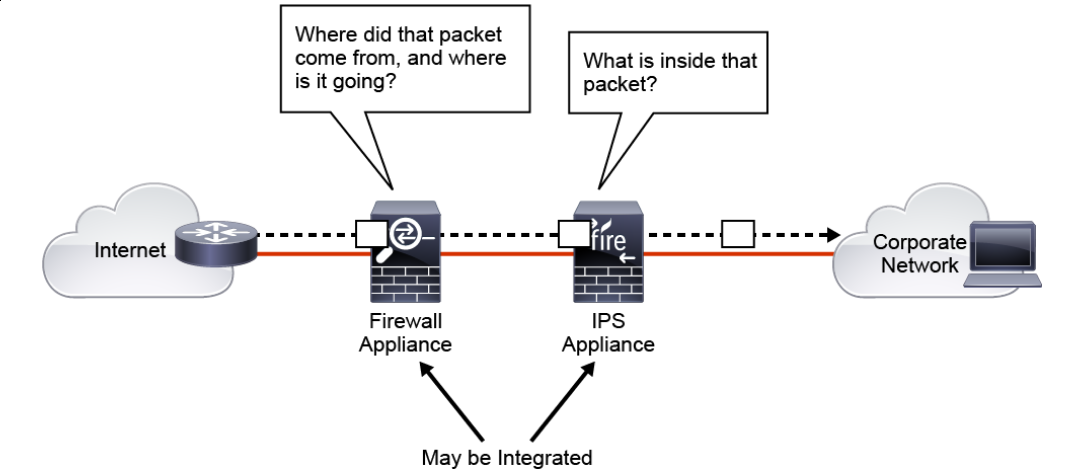 Where did that packet
come from, and where
is it going?
What is inside that
packet?
Internet
fire
Corporate
Network
Firewall
Appliance
IPS
Appliance
May be Integrated